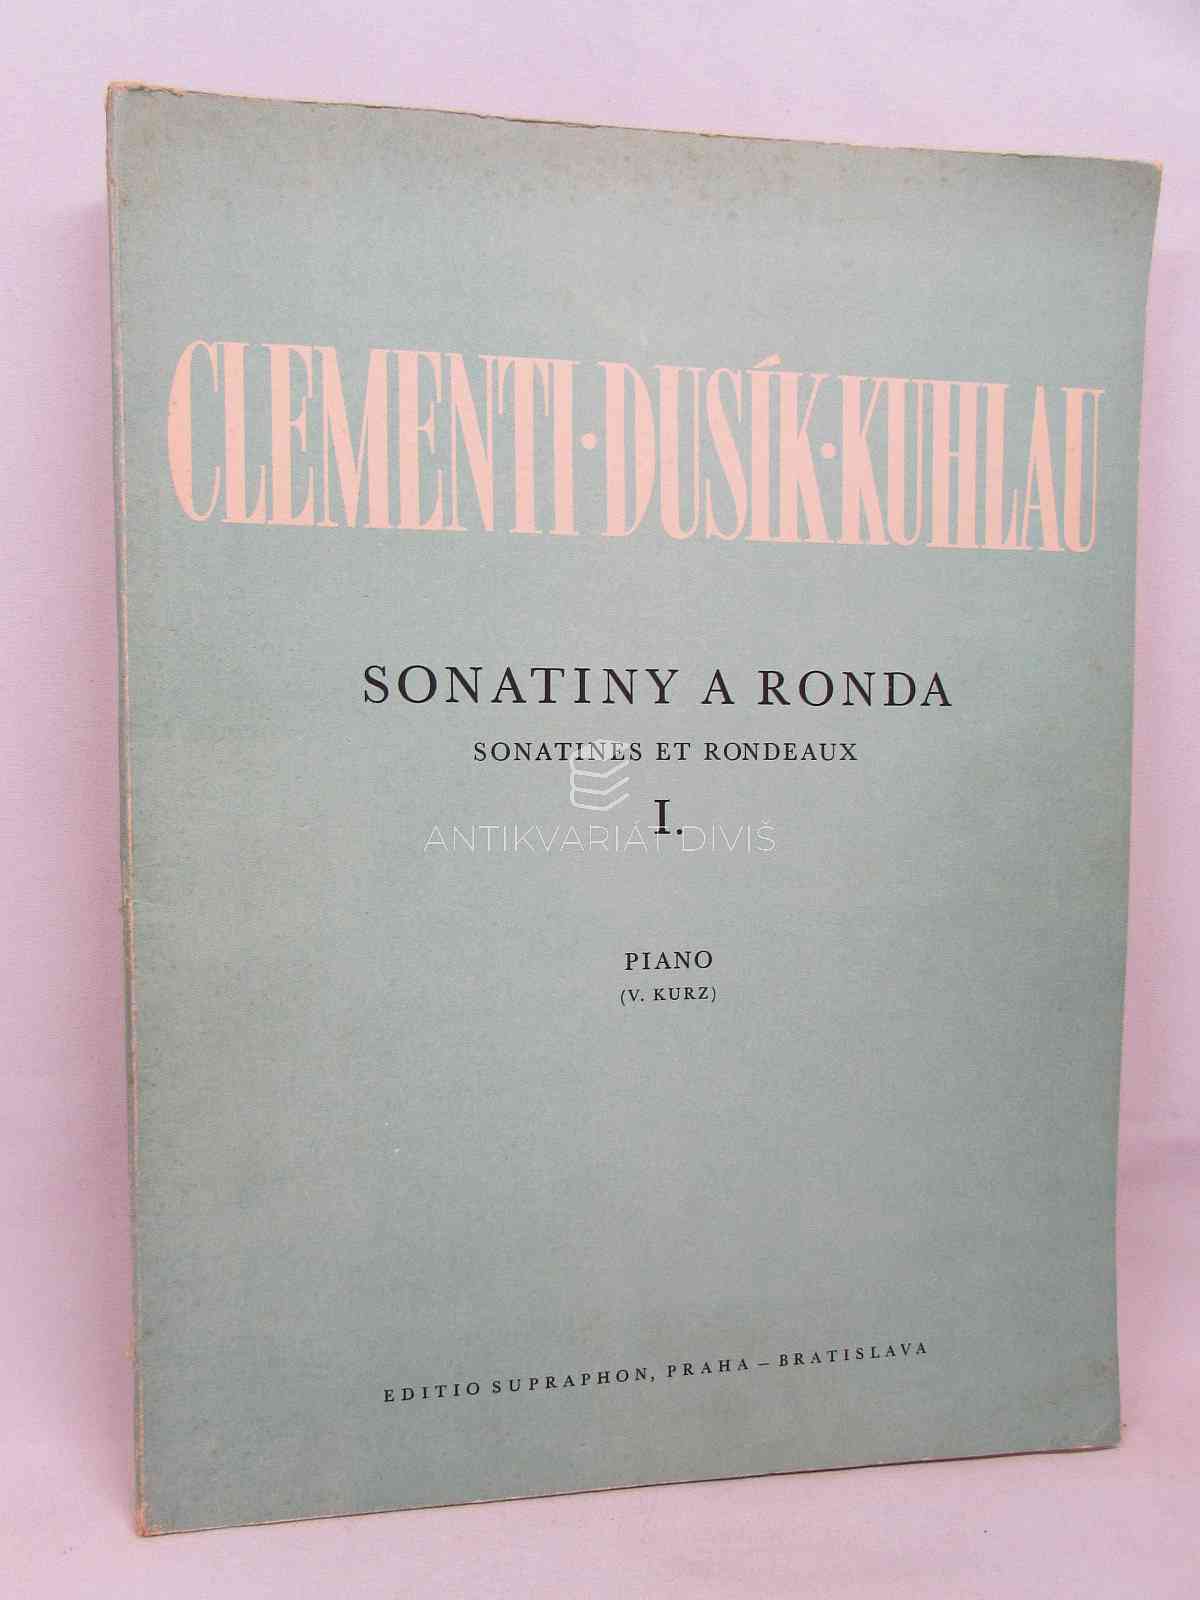 CLEMENTI · DUSÍK · KUHLAU
SONATINY A RONDA
SONATINES ET RONDEAUX
I.
ANTIKVARIÁT DIVIŠ
PIANO
(V. KURZ)
EDITIO SUPRAPHON, PRAHA – BRATISLAVA